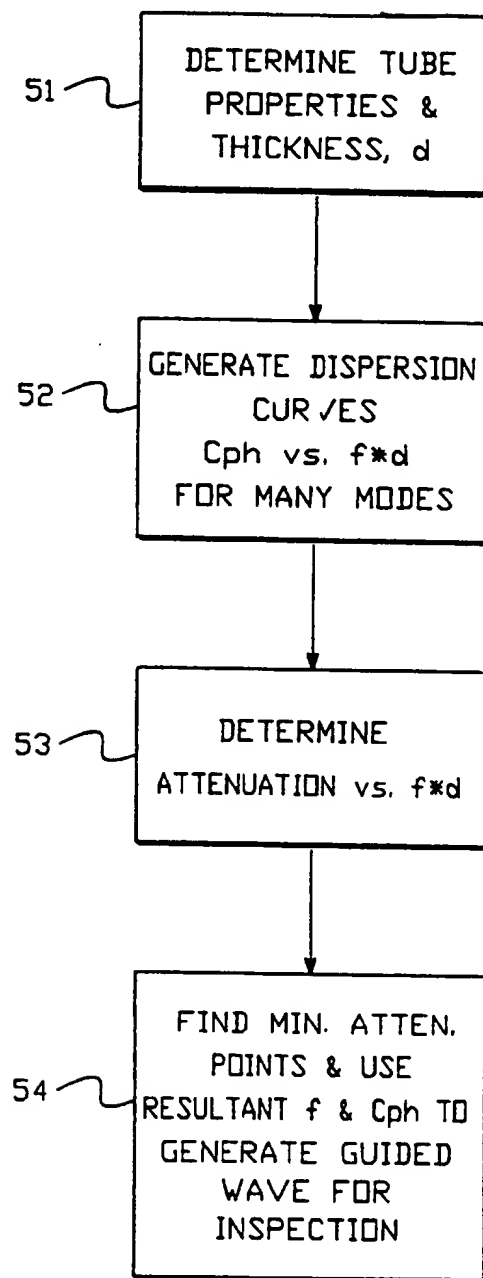 51
DETERMINE TUBE
PROPERTIES &
THICKNESS, d
52
GENERATE DISPERSION
CURVES
Cph vs. f*d
FOR MANY MODES
53
DETERMINE
ATTENUATION vs. f*d
54
FIND MIN. ATTEN.
POINTS & USE
RESULTANT f & Cph TO
GENERATE GUIDED
WAVE FOR
INSPECTION